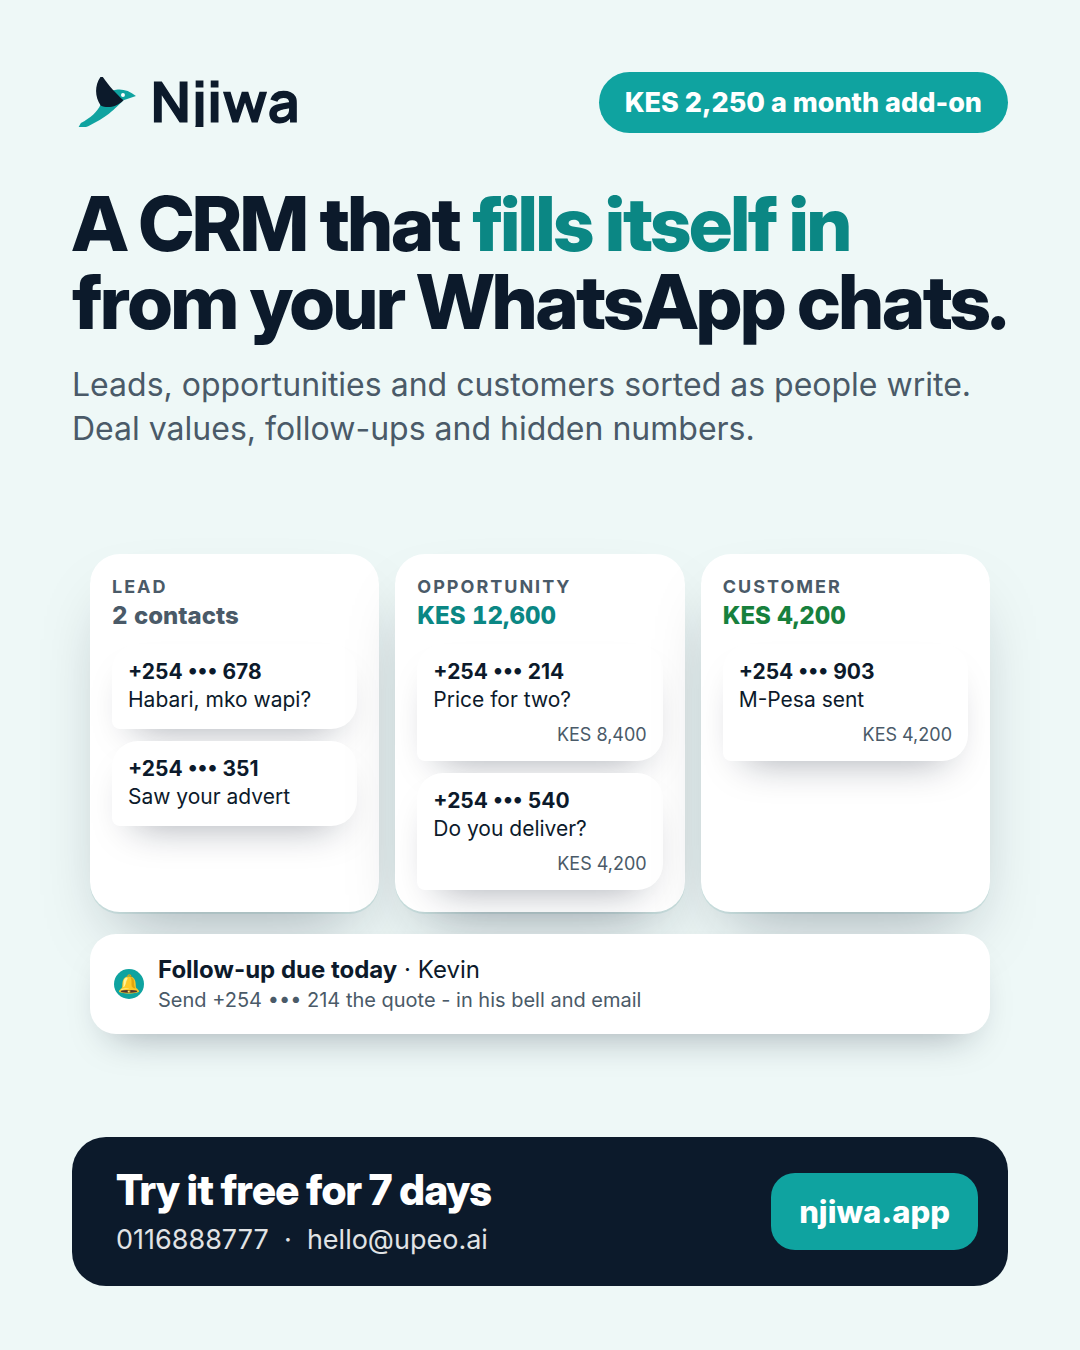 Njiwa
KES 2,250 a month add-on
A CRM that fills itself in
from your WhatsApp chats.
Leads, opportunities and customers sorted as people write.
Deal values, follow-ups and hidden numbers.
LEAD
2 contacts
+254 ••• 678
Habari, mko wapi?
+254 ••• 351
Saw your advert
OPPORTUNITY
KES 12,600
+254 ••• 214
Price for two?
KES 8,400
+254 ••• 540
Do you deliver?
KES 4,200
CUSTOMER
KES 4,200
+254 ••• 903
M-Pesa sent
KES 4,200
Follow-up due today · Kevin
Send +254 ••• 214 the quote - in his bell and email
Try it free for 7 days
0116888777 · hello@upeo.ai
njiwa.app